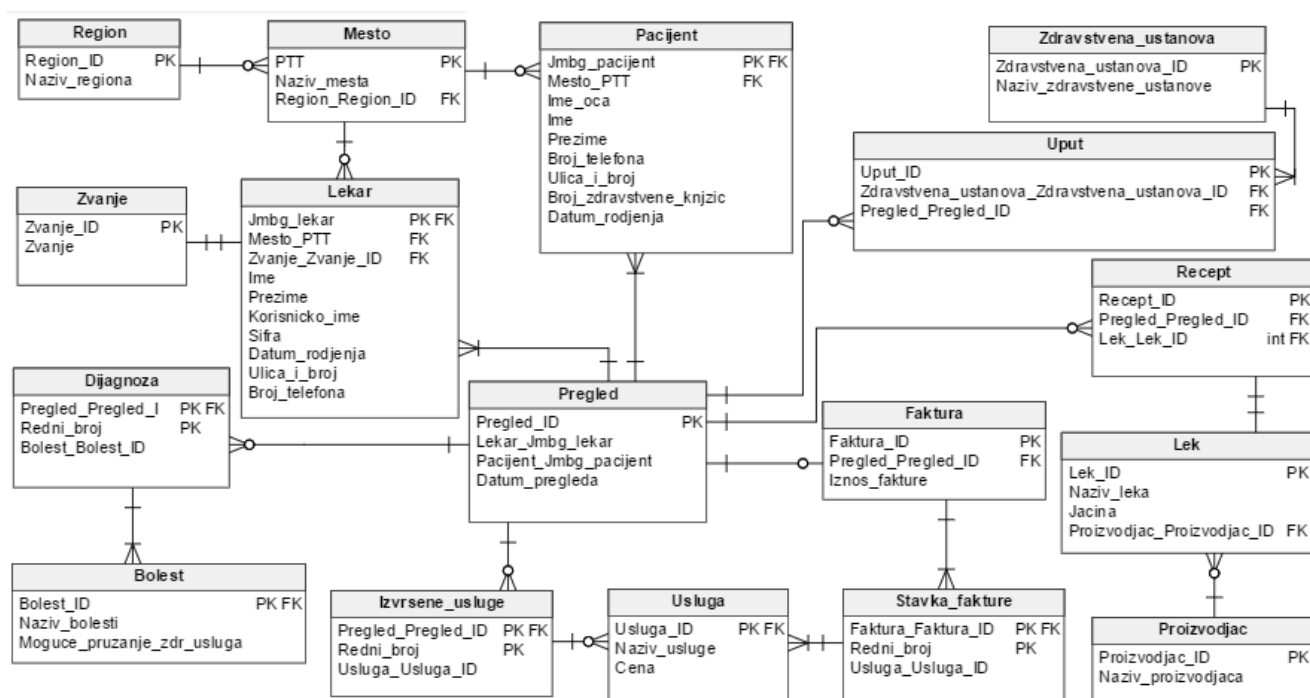 Region
Region_ID PK
Naziv_regiona
Mesto
PTT PK
Naziv_mesta
Region_Region_ID FK
Pacijent
Jmbg_pacijent PK FK
Mesto_PTT FK
Ime_oca
Ime
Prezime
Broj_telefona
Ulica_i_broj
Broj_zdravstvene_knjzic
Datum_rodjenja
Zdravstvena_ustanova
Zdravstvena_ustanova_ID PK
Naziv_zdravstvene_ustanove
Uput
Uput_ID PK
Zdravstvena_ustanova_Zdravstvena_ustanova_ID FK
Pregled_Pregled_ID FK
Zvanje
Zvanje_ID PK
Zvanje
Lekar
Jmbg_lekar PK FK
Mesto_PTT FK
Zvanje_Zvanje_ID FK
Ime
Prezime
Korisnicko_ime
Sifra
Datum_rodjenja
Ulica_i_broj
Broj_telefona
Recept
Recept_ID PK
Pregled_Pregled_ID FK
Lek_Lek_ID int FK
Dijagnoza
Pregled_Pregled_I PK FK
Redni_broj PK
Bolest_Bolest_ID
Pregled
Pregled_ID PK
Lekar_Jmbg_lekar
Pacijent_Jmbg_pacijent
Datum_pregleda
Faktura
Faktura_ID PK
Pregled_Pregled_ID FK
Iznos_fakture
Lek
Lek_ID PK
Naziv_leka
Jacina
Proizvodjac_Proizvodjac_ID FK
Bolest
Bolest_ID PK FK
Naziv_bolesti
Moguce_pruzanje_zdr_usluga
Izvrsene_usluge
Pregled_Pregled_ID PK FK
Redni_broj PK
Usluga_Usluga_ID
Usluga
Usluga_ID PK FK
Naziv_usluge
Cena
Stavka_fakture
Faktura_Faktura_ID PK FK
Redni_broj PK
Usluga_Usluga_ID
Proizvodjac
Proizvodjac_ID PK
Naziv_proizvodjaca